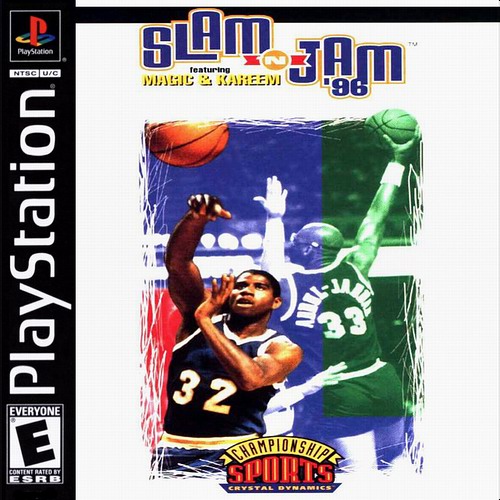 PlayStation
NTSC U/C
PlayStation
EVERYONE
E
CONTENT RATED BY
ESRB
SLAM
N JAM
'96
™
featuring
MAGIC & KAREEM
ABDUL-JABBAR
33
32
CHAMPIONSHIP
SPORTS
CRYSTAL DYNAMICS